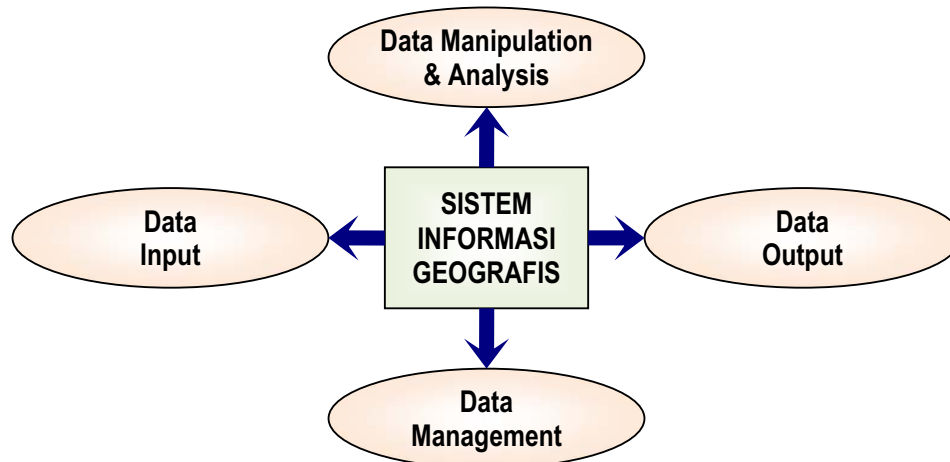 Data Manipulation
& Analysis
Data
Input
SISTEM
INFORMASI
GEOGRAFIS
Data
Output
Data
Management